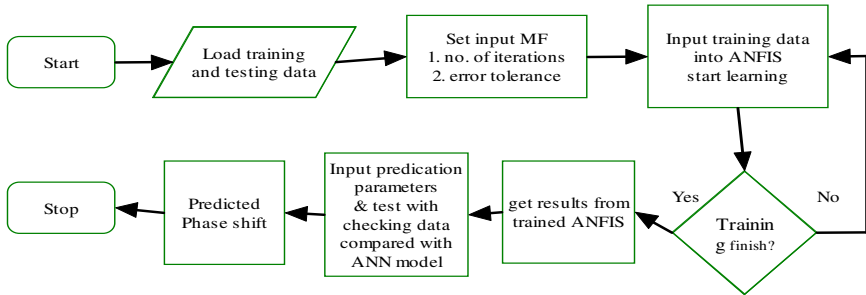 Start
Load training
and testing data
Set input MF
1. no. of iterations
2. error tolerance
Input training data
into ANFIS
start learning
Trainin
g finish?
Yes
No
get results from
trained ANFIS
Input predication
parameters
& test with
checking data
compared with
ANN model
Predicted
Phase shift
Stop